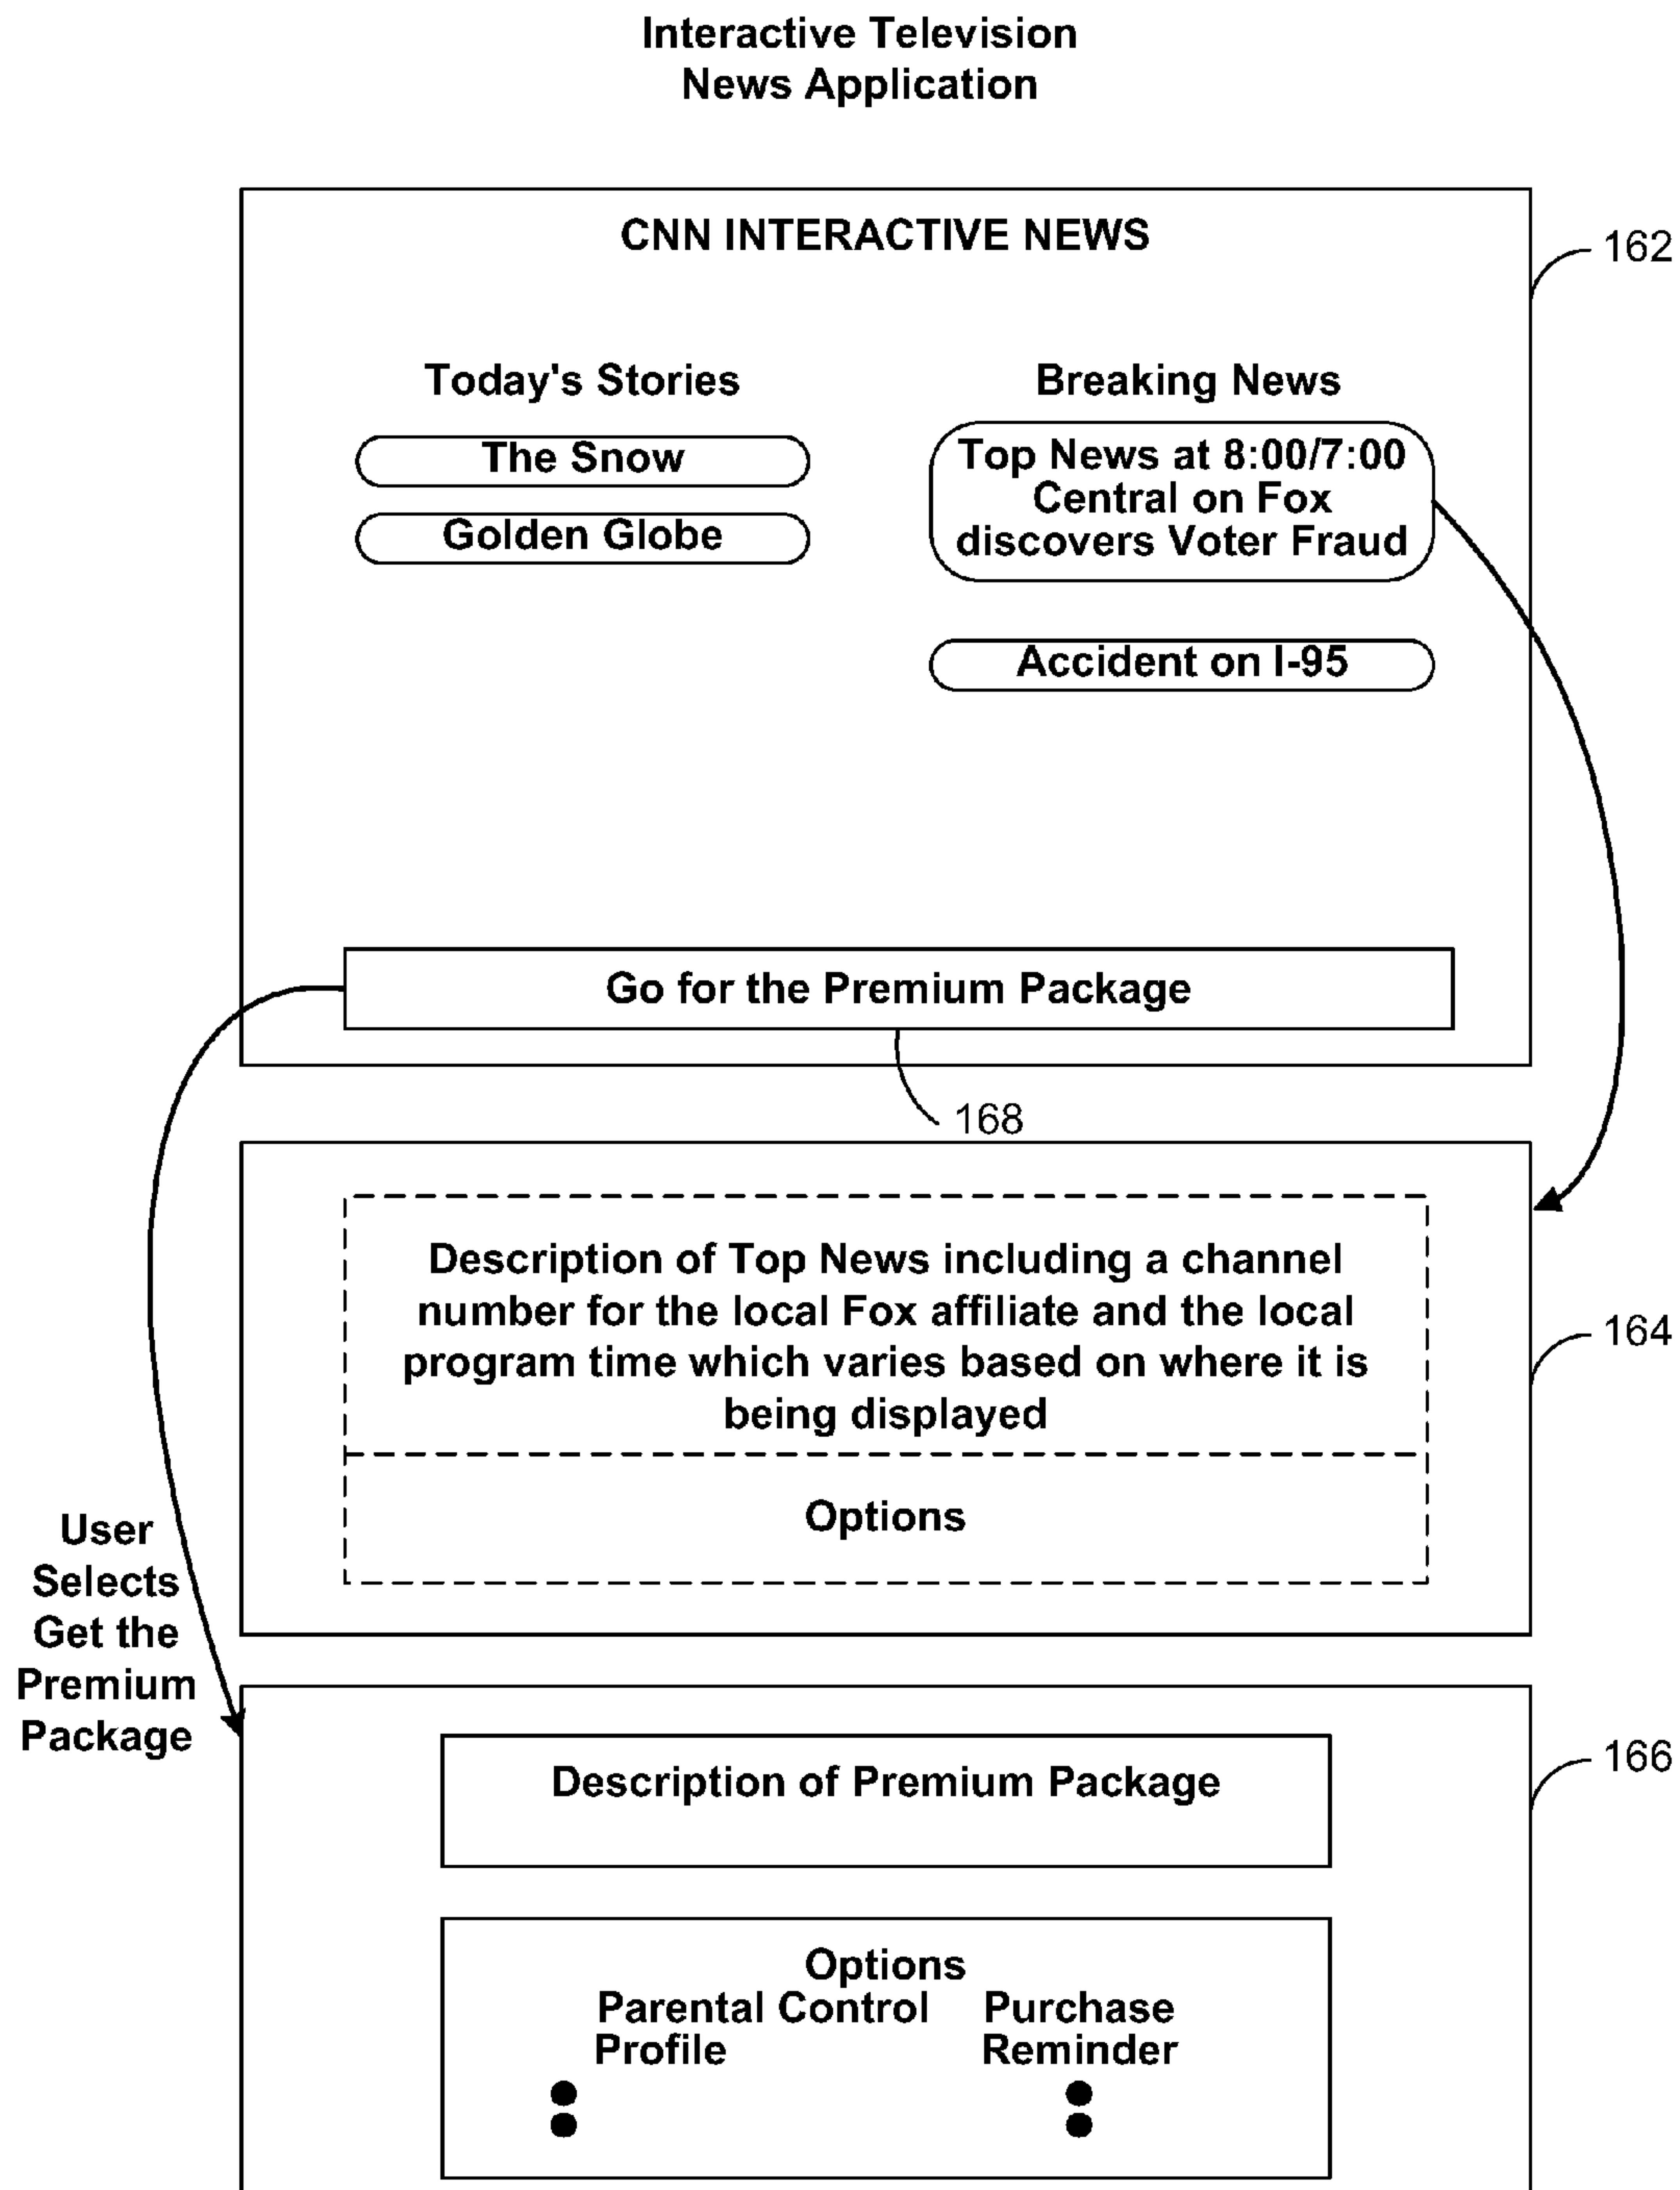 Interactive Television
News Application
CNN INTERACTIVE NEWS
162
Today's Stories
The Snow
Golden Globe
Breaking News
Top News at 8:00/7:00
Central on Fox
discovers Voter Fraud
Accident on I-95
Go for the Premium Package
168
Description of Top News including a channel
number for the local Fox affiliate and the local
program time which varies based on where it is
being displayed
Options
164
User
Selects
Get the
Premium
Package
Description of Premium Package
166
Options
Parental Control
Profile
Purchase
Reminder